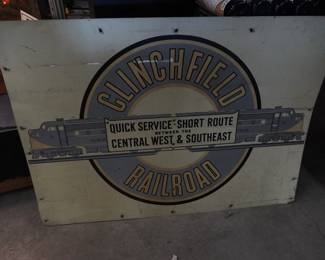 CLINCHFIELD
QUICK SERVICE-SHORT ROUTE
BETWEEN THE
CENTRAL WEST & SOUTHEAST
RAILROAD